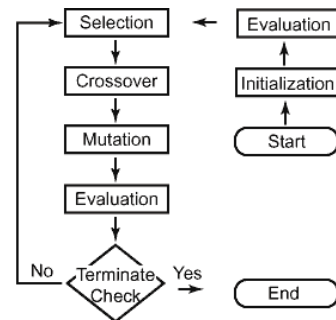 Selection
Evaluation
Crossover
Initialization
Mutation
Start
Evaluation
No
Terminate
Check
Yes
End